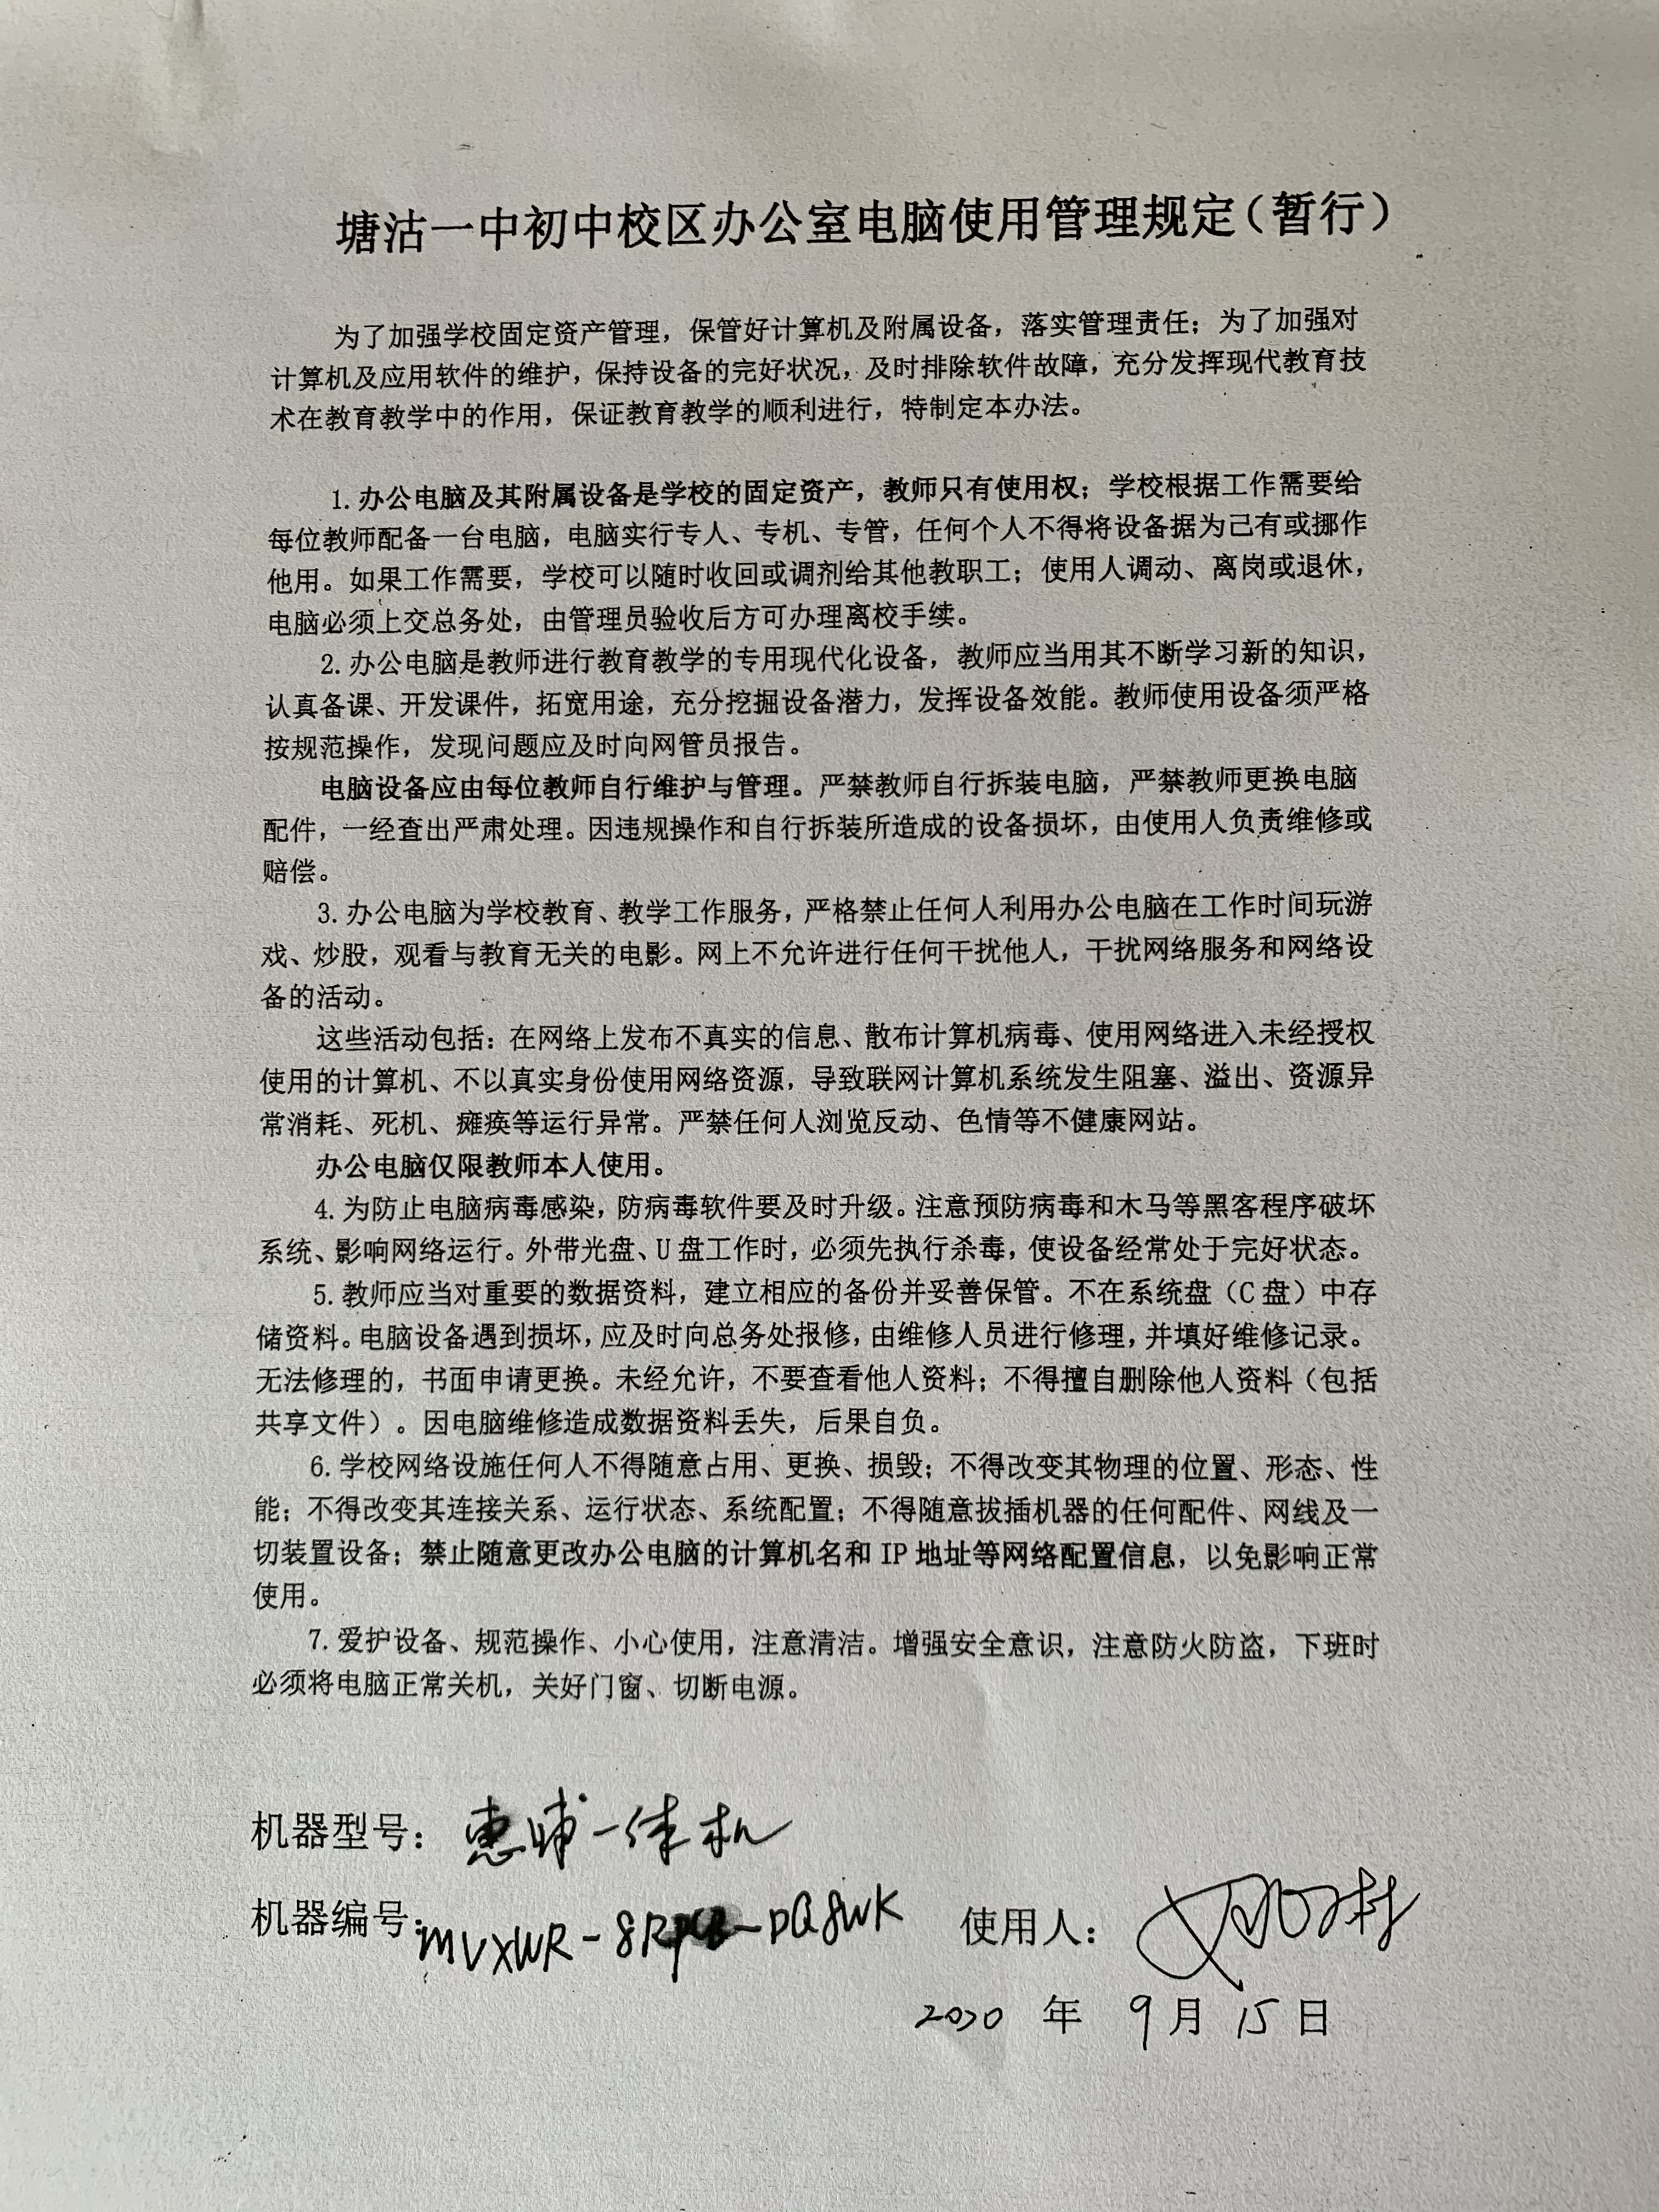 塘沽一中初中校区办公室电脑使用管理规定（暂行）
为了加强学校固定资产管理，保管好计算机及附属设备，落实管理责任；为了加强对
计算机及应用软件的维护，保持设备的完好状况，及时排除软件故障，充分发挥现代教育技
术在教育教学中的作用，保证教育教学的顺利进行，特制定本办法。
1.办公电脑及其附属设备是学校的固定资产，教师只有使用权；学校根据工作需要给
每位教师配备一台电脑，电脑实行专人、专机、专管，任何个人不得将设备据为己有或挪作
他用。如果工作需要，学校可以随时收回或调剂给其他教职工；使用人调动、离岗或退休，
电脑必须上交总务处，由管理员验收后方可办理离校手续。
2.办公电脑是教师进行教育教学的专用现代化设备，教师应当用其不断学习新的知识，
认真备课、开发课件，拓宽用途，充分挖掘设备潜力，发挥设备效能。教师使用设备须严格
按规范操作，发现问题应及时向网管员报告。
电脑设备应由每位教师自行维护与管理。严禁教师自行拆装电脑，严禁教师更换电脑
配件，一经查出严肃处理。因违规操作和自行拆装所造成的设备损坏，由使用人负责维修或
赔偿。
3.办公电脑为学校教育、教学工作服务，严格禁止任何人利用办公电脑在工作时间玩游
戏、炒股，观看与教育无关的电影。网上不允许进行任何干扰他人，干扰网络服务和网络设
备的活动。
这些活动包括：在网络上发布不真实的信息、散布计算机病毒、使用网络进入未经授权
使用的计算机、不以真实身份使用网络资源，导致联网计算机系统发生阻塞、溢出、资源异
常消耗、死机、瘫痪等运行异常。严禁任何人浏览反动、色情等不健康网站。
办公电脑仅限教师本人使用。
4.为防止电脑病毒感染，防病毒软件要及时升级。注意预防病毒和木马等黑客程序破坏
系统、影响网络运行。外带光盘、U盘工作时，必须先执行杀毒，使设备经常处于完好状态。
5.教师应当对重要的数据资料，建立相应的备份并妥善保管。不在系统盘（C盘）中存
储资料。电脑设备遇到损坏，应及时向总务处报修，由维修人员进行修理，并填好维修记录。
无法修理的，书面申请更换。未经允许，不要查看他人资料；不得擅自删除他人资料（包括
共享文件）。因电脑维修造成数据资料丢失，后果自负。
6.学校网络设施任何人不得随意占用、更换、损毁；不得改变其物理的位置、形态、性
能；不得改变其连接关系、运行状态、系统配置；不得随意拔插机器的任何配件、网线及一
切装置设备；禁止随意更改办公电脑的计算机名和 IP 地址等网络配置信息，以免影响正常
使用。
7.爱护设备、规范操作、小心使用，注意清洁。增强安全意识，注意防火防盗，下班时
必须将电脑正常关机，关好门窗、切断电源。
机器型号：惠晡一体机
机器编号：MVXWR-8R
使用人：
2020 年 9月 15日